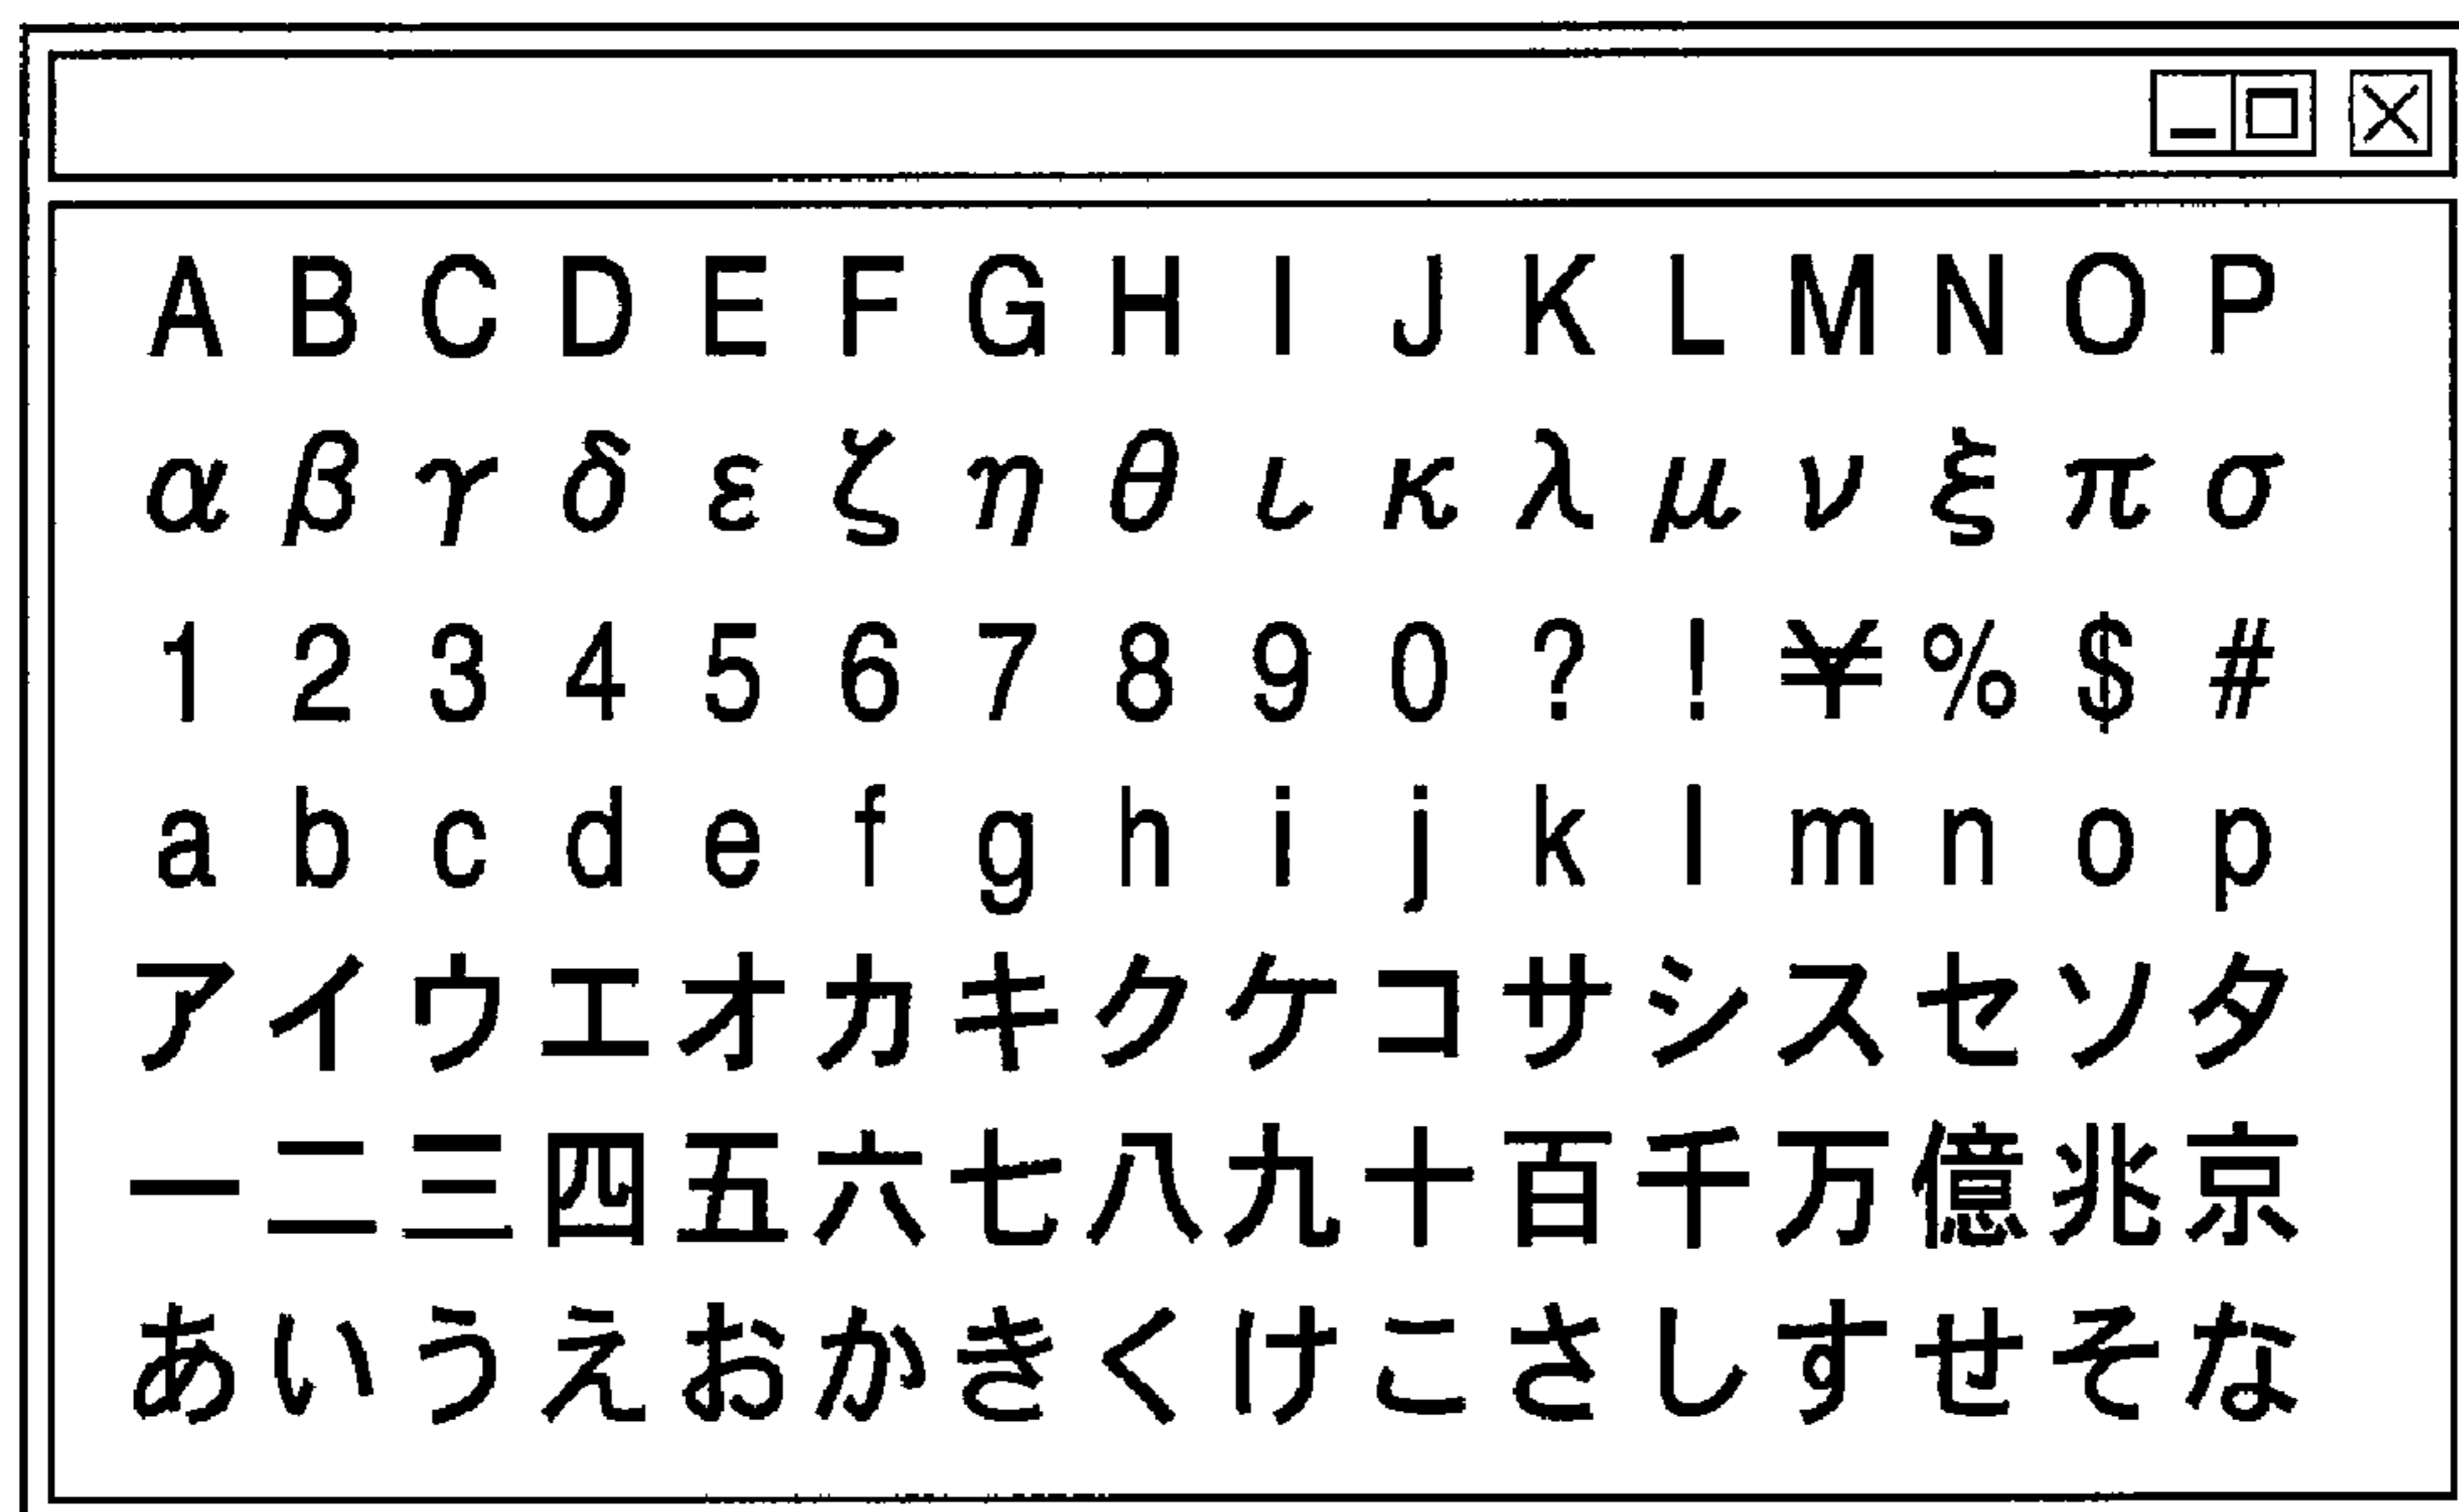 A B C D E F G H I J K L M N O P
α β γ δ ε ζ η θ ι κ λ μ ν ξ π σ
1 2 3 4 5 6 7 8 9 0 ? ! ¥ % $ #
a b c d e f g h i j k l m n o p
ア イ ウ エ オ カ キ ク ケ コ サ シ ス セ ソ タ
一 二 三 四 五 六 七 八 九 十 百 千 万 億 兆 京
あ い う え お か き く け こ さ し す せ そ な